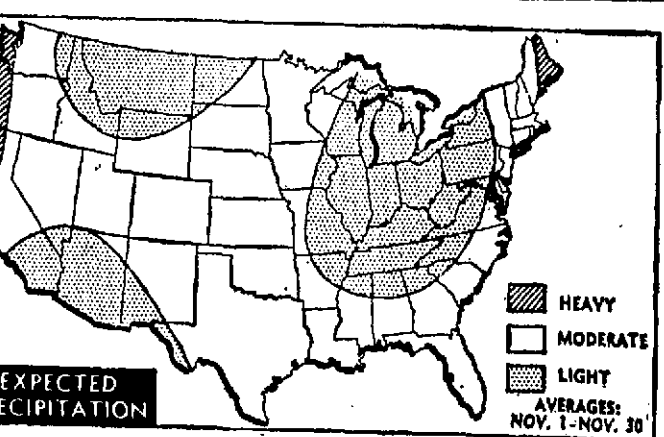 HEAVY
MODERATE
LIGHT
AVERAGES:
NOV. 1-NOV. 30
EXPECTED
ECIPITATION